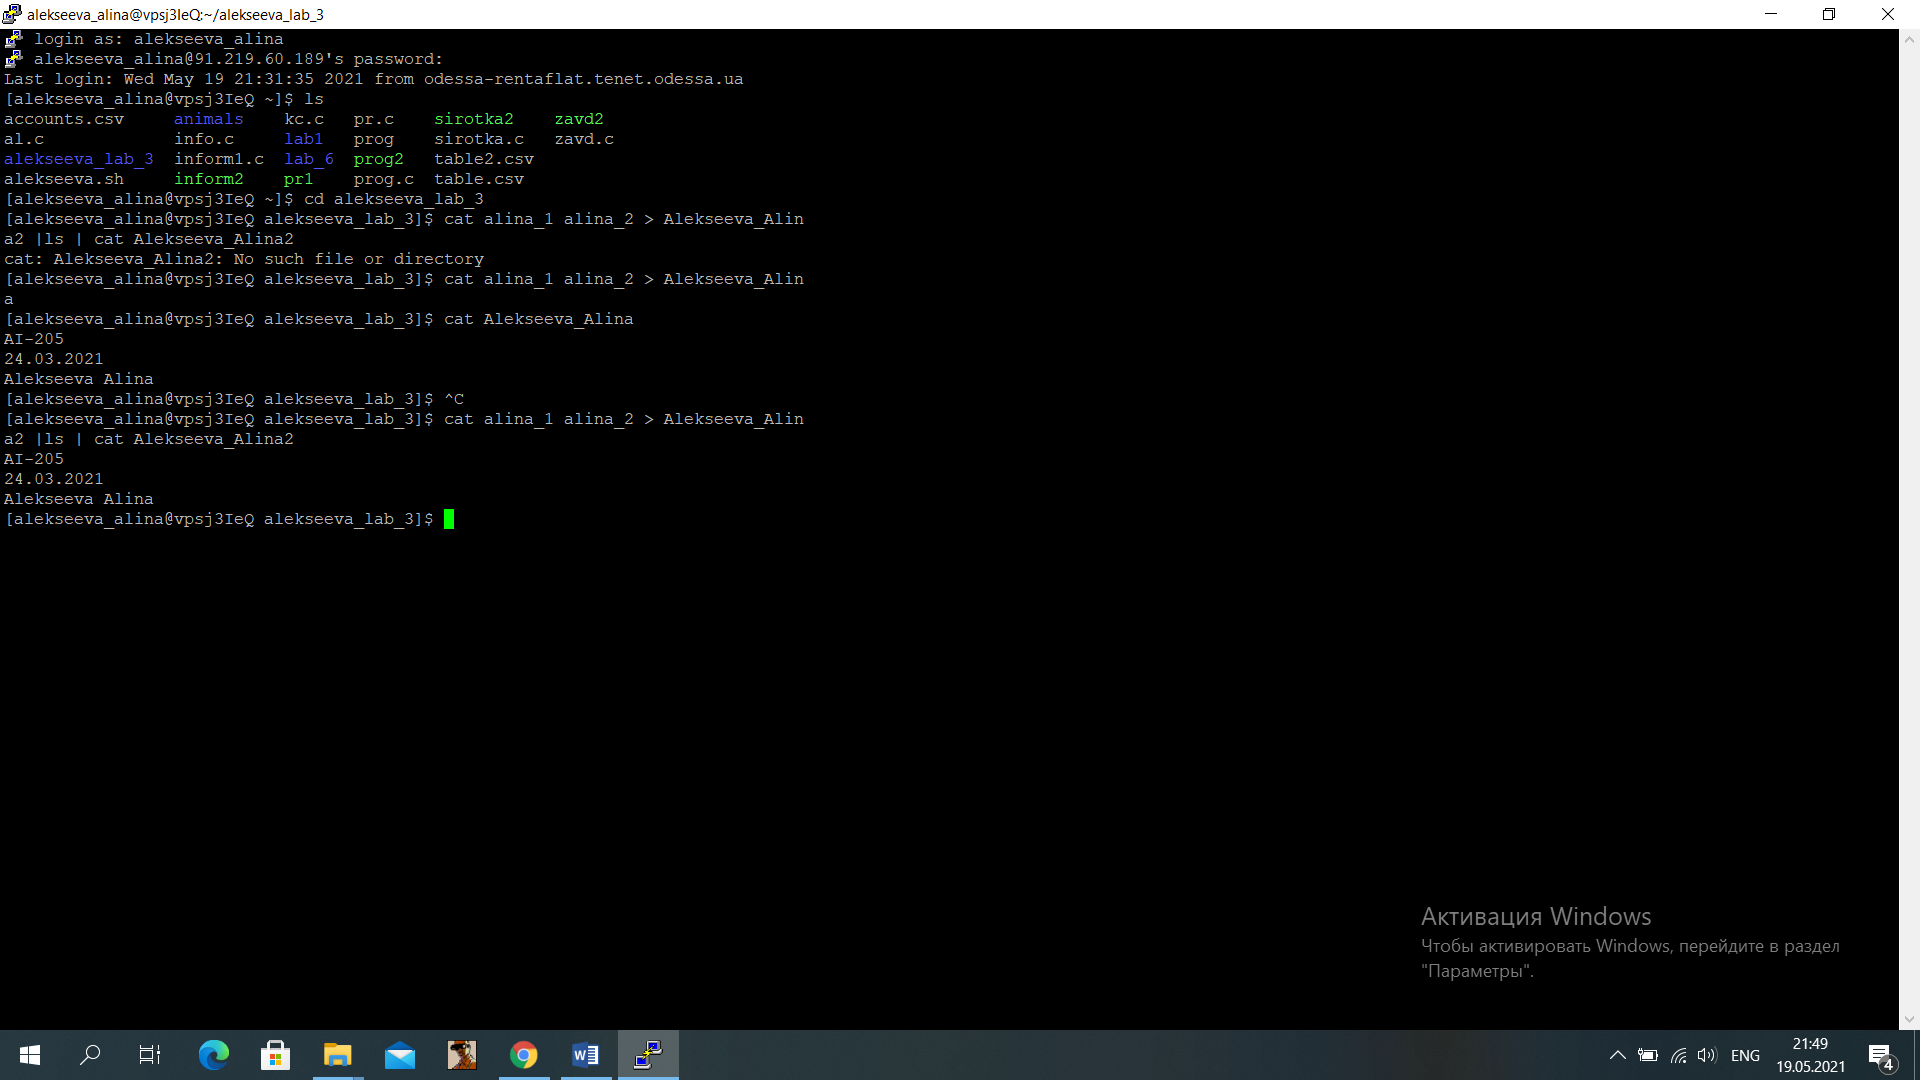 alekseeva_alina@vpsj3IeQ:~/alekseeva_lab_3
login as: alekseeva_alina
alekseeva_alina@91.219.60.189's password:
Last login: Wed May 19 21:31:35 2021 from odessa-rentaflat.tenet.odessa.ua
[alekseeva_alina@vpsj3IeQ ~]$ ls
accounts.csv     animals    kc.c   pr.c    sirotka2    zavd2
al.c             info.c     lab1   prog    sirotka.c   zavd.c
alekseeva_lab_3  inform1.c  lab_6  prog2   table2.csv
alekseeva.sh     inform2    pr1    prog.c  table.csv
[alekseeva_alina@vpsj3IeQ ~]$ cd alekseeva_lab_3
[alekseeva_alina@vpsj3IeQ alekseeva_lab_3]$ cat alina_1 alina_2 > Alekseeva_Alin
a2 |ls | cat Alekseeva_Alina2
cat: Alekseeva_Alina2: No such file or directory
[alekseeva_alina@vpsj3IeQ alekseeva_lab_3]$ cat alina_1 alina_2 > Alekseeva_Alin
a
[alekseeva_alina@vpsj3IeQ alekseeva_lab_3]$ cat Alekseeva_Alina
AI-205
24.03.2021
Alekseeva Alina
[alekseeva_alina@vpsj3IeQ alekseeva_lab_3]$ ^C
[alekseeva_alina@vpsj3IeQ alekseeva_lab_3]$ cat alina_1 alina_2 > Alekseeva_Alin
a2 |ls | cat Alekseeva_Alina2
AI-205
24.03.2021
Alekseeva Alina
[alekseeva_alina@vpsj3IeQ alekseeva_lab_3]$
Активация Windows
Чтобы активировать Windows, перейдите в раздел
"Параметры".
ENG
21:49
19.05.2021
4